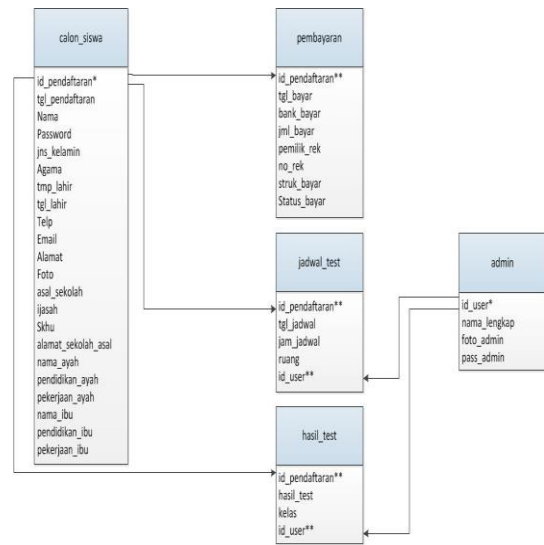 calon_siswa
id_pendaftaran*
tgl_pendaftaran
Nama
Password
jns_kelamin
Agama
tmp_lahir
tgl_lahir
Telp
Email
Alamat
Foto
asal_sekolah
ijasah
Skhu
alamat_sekolah_asal
nama_ayah
pendidikan_ayah
pekerjaan_ayah
nama_ibu
pendidikan_ibu
pekerjaan_ibu
pembayaran
id_pendaftaran**
tgl_bayar
bank_bayar
jml_bayar
pemilik_rek
no_rek
struk_bayar
Status_bayar
jadwal_test
id_pendaftaran**
tgl_jadwal
jam_jadwal
ruang
id_user**
hasil_test
id_pendaftaran**
hasil_test
kelas
id_user**
admin
id_user*
nama_lengkap
foto_admin
pass_admin